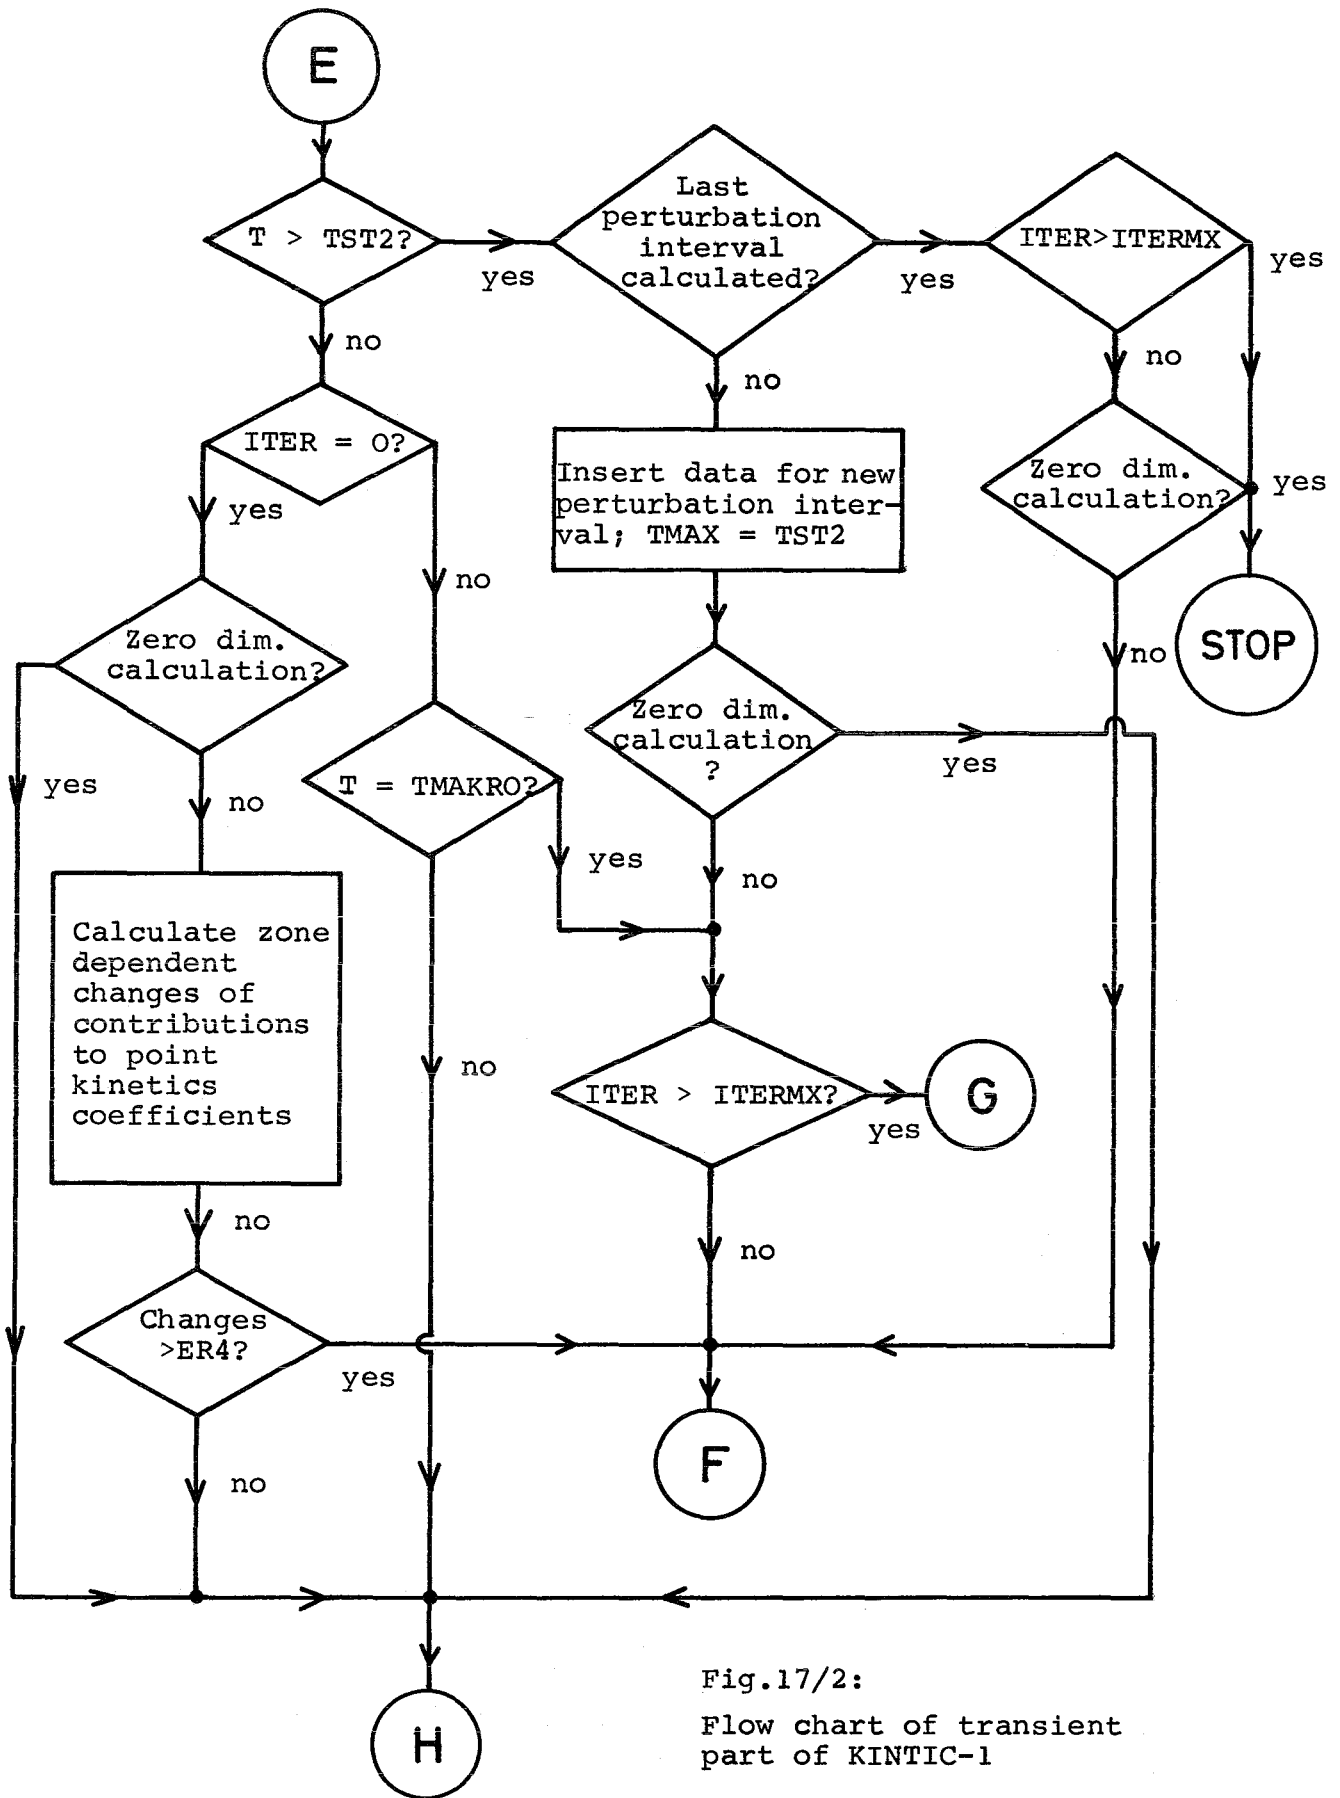 E
T > TST2?
yes
no
Last
perturbation
interval
calculated?
yes
no
ITER>ITERMX
yes
no
ITER = 0?
yes
no
Insert data for new
perturbation inter-
val; TMAX = TST2
Zero dim.
calculation?
yes
no
STOP
Zero dim.
calculation?
yes
no
T = TMAKRO?
yes
no
Zero dim.
calculation
?
yes
no
Calculate zone
dependent
changes of
contributions
to point
kinetics
coefficients
no
ITER > ITERMX?
yes
no
G
Changes
>ER4?
yes
no
F
H
Fig.17/2:
Flow chart of transient
part of KINTIC-1